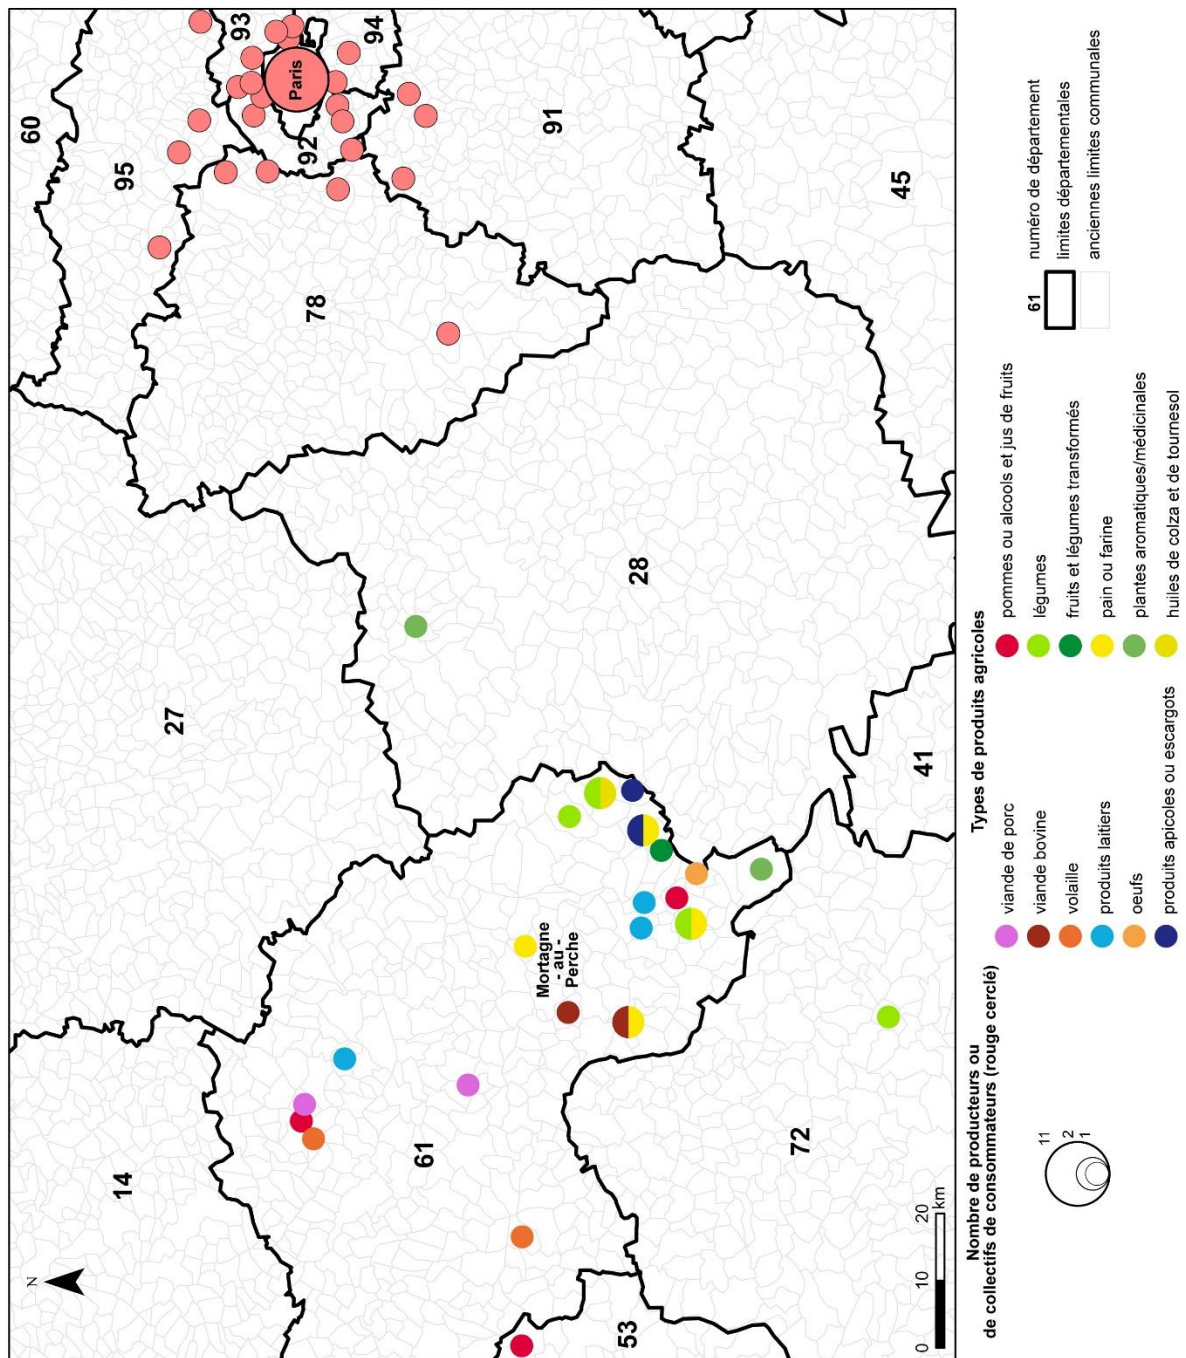 60
93
94
95
Paris
92
91
78
45
27
28
14
61
Mortagne
- au -
Perche
41
72
53
N
0 10 20
km
Nombre de producteurs ou
de collectifs de consommateurs (rouge cerclé)
11
2
1
Types de produits agricoles
viande de porc
viande bovine
volaille
produits laitiers
oeufs
produits apicoles ou escargots
pommes ou alcools et jus de fruits
légumes
fruits et légumes transformés
pain ou farine
plantes aromatiques/médicinales
huiles de colza et de tournesol
61 numéro de département
limites départementales
anciennes limites communales